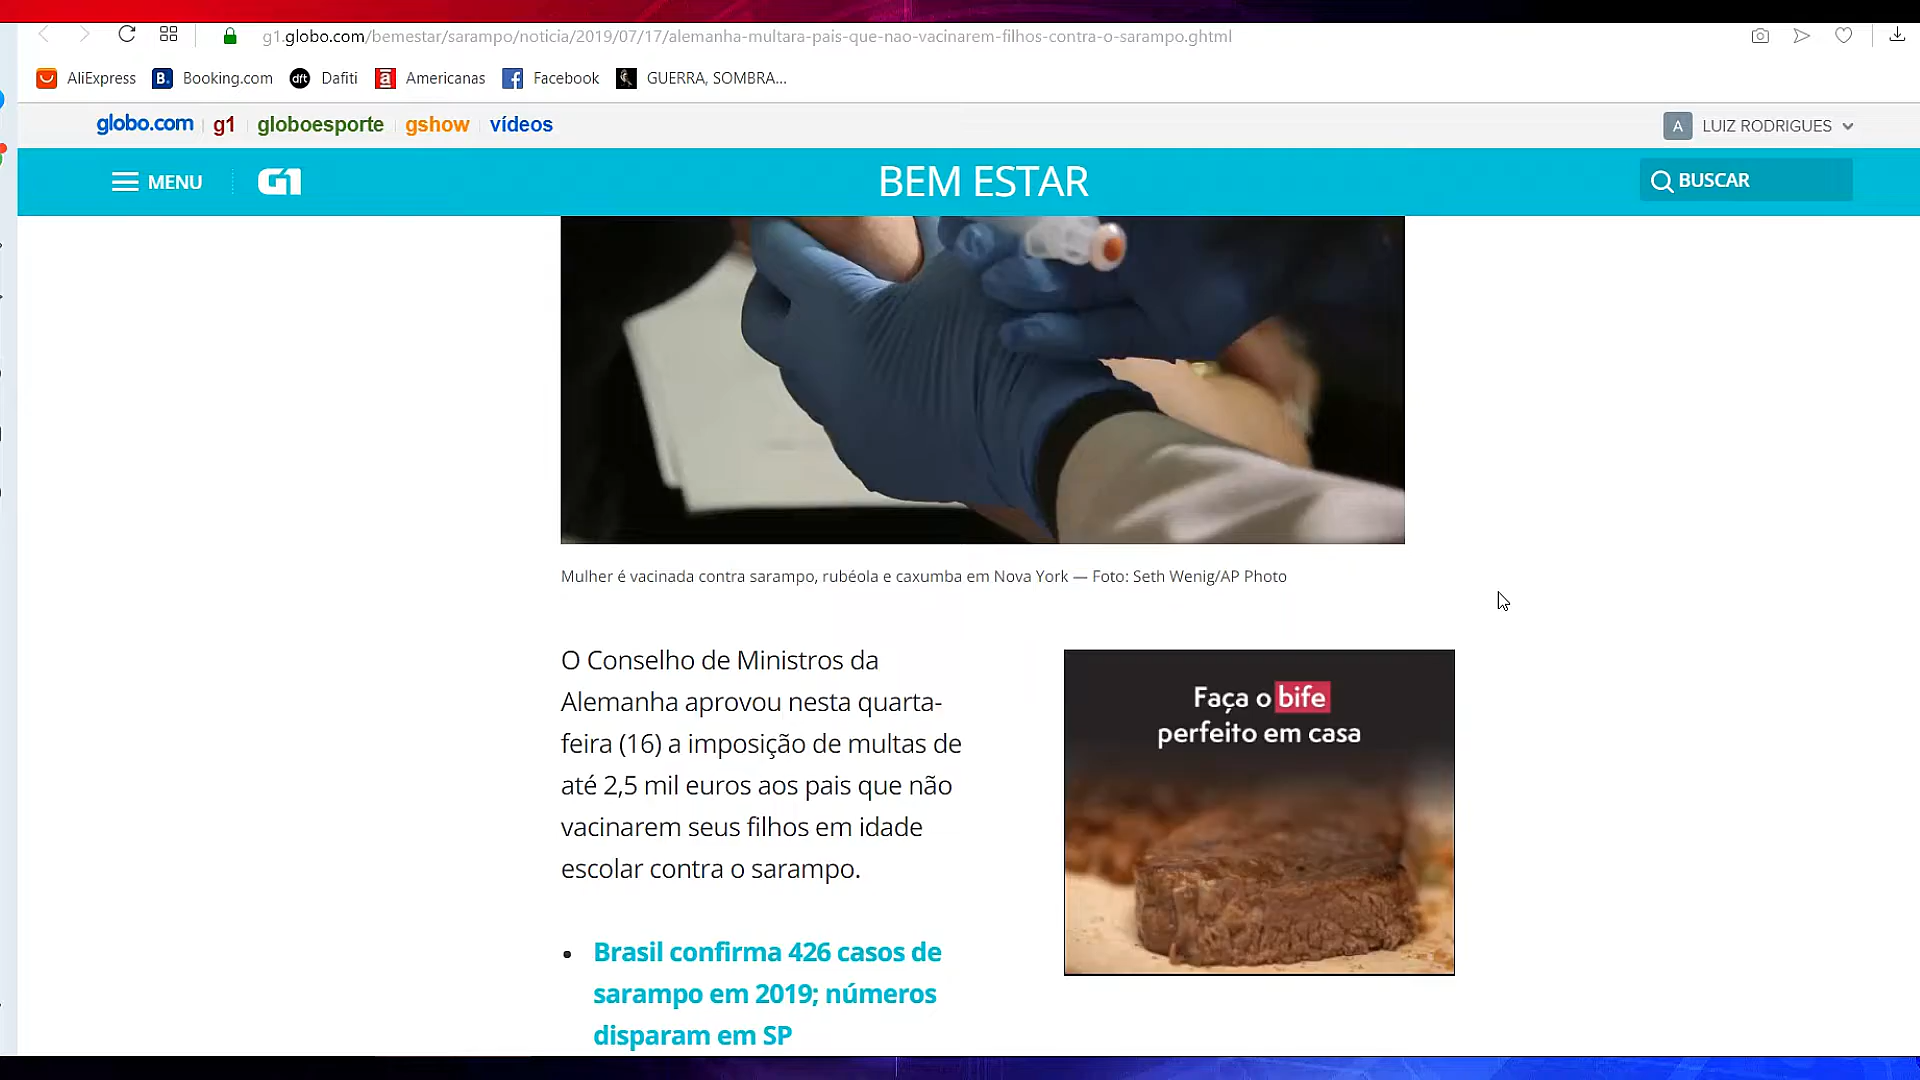 g1.globo.com/bemestar/sarampo/noticia/2019/07/17/alemanha-multara-pais-que-nao-vacinarem-filhos-contra-o-sarampo.ghtml
AliExpress B. Booking.com dft Dafiti a Americanas f Facebook GUERRA, SOMBRA...
globo.com g1 globoesporte gshow vídeos A LUIZ RODRIGUES
MENU G1 BEM ESTAR BUSCAR
Mulher é vacinada contra sarampo, rubéola e caxumba em Nova York — Foto: Seth Wenig/AP Photo
O Conselho de Ministros da
Alemanha aprovou nesta quarta-
feira (16) a imposição de multas de
até 2,5 mil euros aos pais que não
vacinarem seus filhos em idade
escolar contra o sarampo.
Faça o bife
perfeito em casa
• Brasil confirma 426 casos de
sarampo em 2019; números
disparam em SP